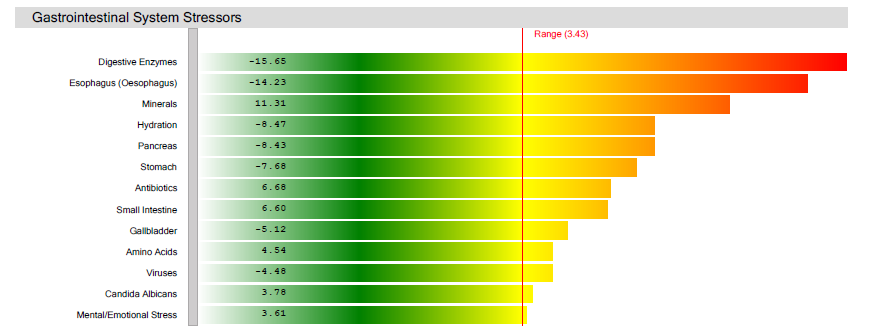 Gastrointestinal System Stressors
Range (3.43)
Digestive Enzymes -15.65
Esophagus (Oesophagus) -14.23
Minerals 11.31
Hydration -8.47
Pancreas -8.43
Stomach -7.68
Antibiotics 6.68
Small Intestine 6.60
Gallbladder -5.12
Amino Acids 4.54
Viruses -4.48
Candida Albicans 3.78
Mental/Emotional Stress 3.61